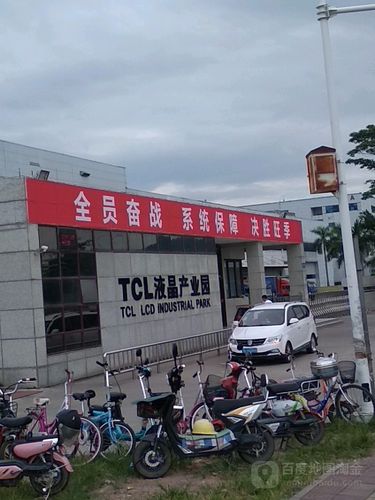 全员奋战 系统保障 决胜旺季
TCL液晶产业园
TCL LCD INDUSTRIAL PARK
百度地图淘金